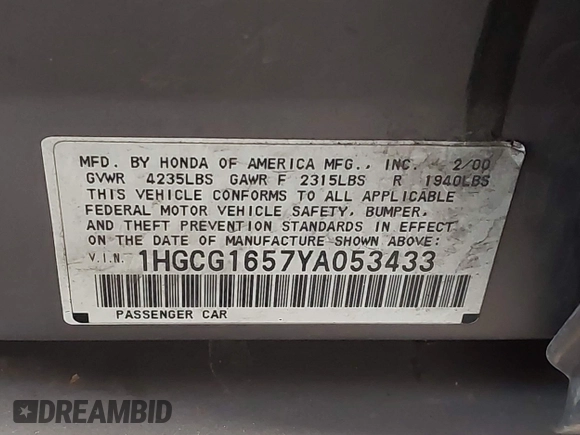 MFD. BY HONDA OF AMERICA MFG., INC. 2/00
GVWR 4235LBS GAWR F 2315LBS R 1940LBS
THIS VEHICLE CONFORMS TO ALL APPLICABLE
FEDERAL MOTOR VEHICLE SAFETY, BUMPER,
AND THEFT PREVENTION STANDARDS IN EFFECT
ON THE DATE OF MANUFACTURE SHOWN ABOVE:
V.I.N. 1HGCG1657YA053433
PASSENGER CAR
DREAMBID